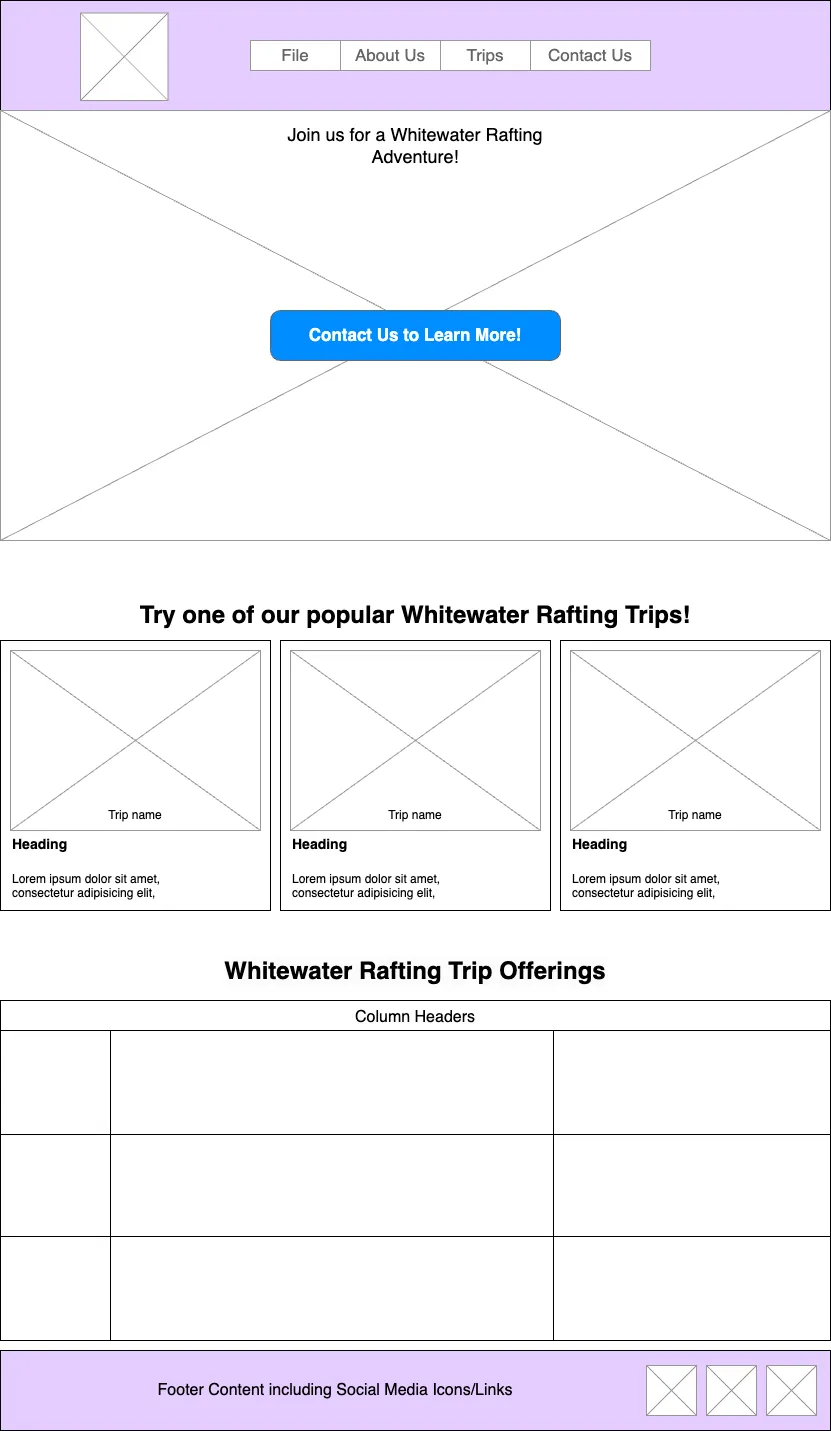 File About Us Trips Contact Us
Join us for a Whitewater Rafting
Adventure!
Contact Us to Learn More!
Try one of our popular Whitewater Rafting Trips!
Trip name
Heading
Lorem ipsum dolor sit amet,
consectetur adipisicing elit,
Trip name
Heading
Lorem ipsum dolor sit amet,
consectetur adipisicing elit,
Trip name
Heading
Lorem ipsum dolor sit amet,
consectetur adipisicing elit,
Whitewater Rafting Trip Offerings
Column Headers
Footer Content including Social Media Icons/Links